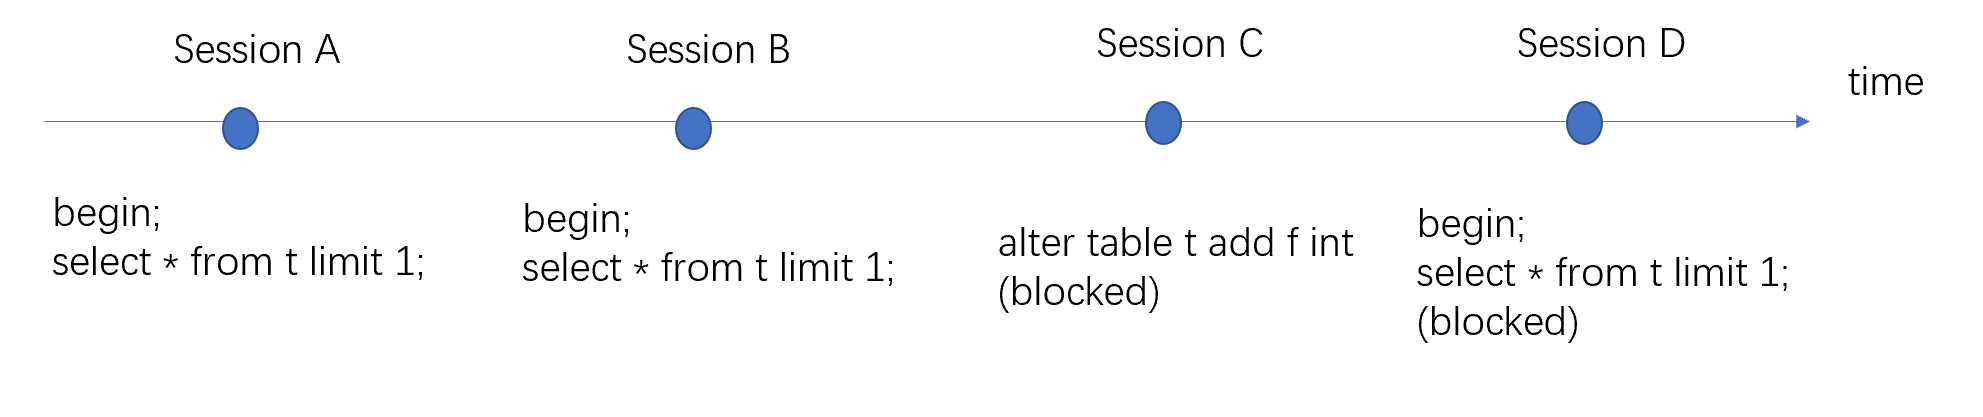 Session A
Session B
Session C
Session D
time
begin;
select * from t limit 1;
begin;
select * from t limit 1;
alter table t add f int
(blocked)
begin;
select * from t limit 1;
(blocked)